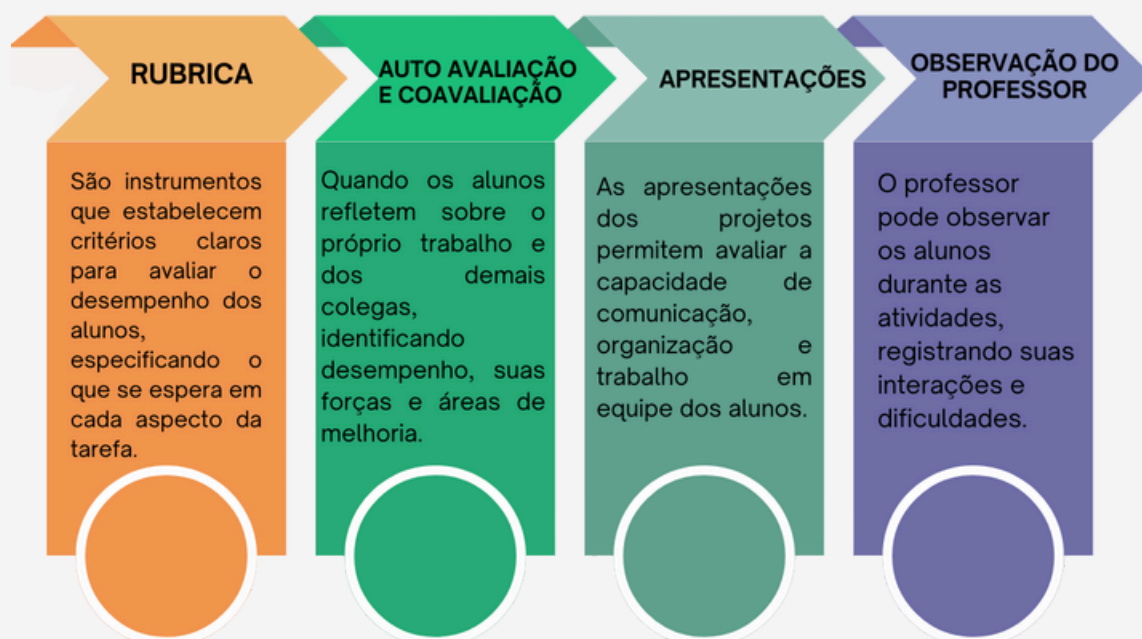 RUBRICA
São instrumentos
que estabelecem
critérios claros
para avaliar o
desempenho dos
alunos,
especificando o
que se espera em
cada aspecto da
tarefa.
AUTO AVALIAÇÃO
E COAVALIAÇÃO
Quando os alunos
refletem sobre o
próprio trabalho e
dos demais
colegas,
identificando
desempenho, suas
forças e áreas de
melhoria.
APRESENTAÇÕES
As apresentações
dos projetos
permitem avaliar a
capacidade de
comunicação,
organização e
trabalho em
equipe dos alunos.
OBSERVAÇÃO DO
PROFESSOR
O professor
pode observar
os alunos
durante as
atividades,
registrando suas
interações e
dificuldades.